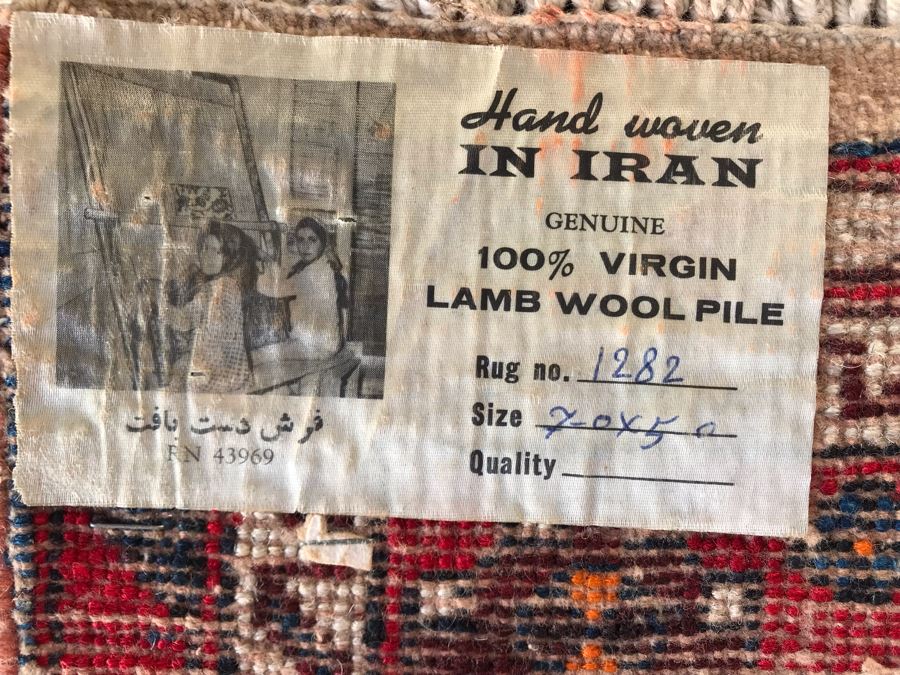 Hand woven
IN IRAN
GENUINE
100% VIRGIN
LAMB WOOL PILE
Rug no. 1282
Size 7-0x5 0
Quality
فرش دست بافت
RN 43969